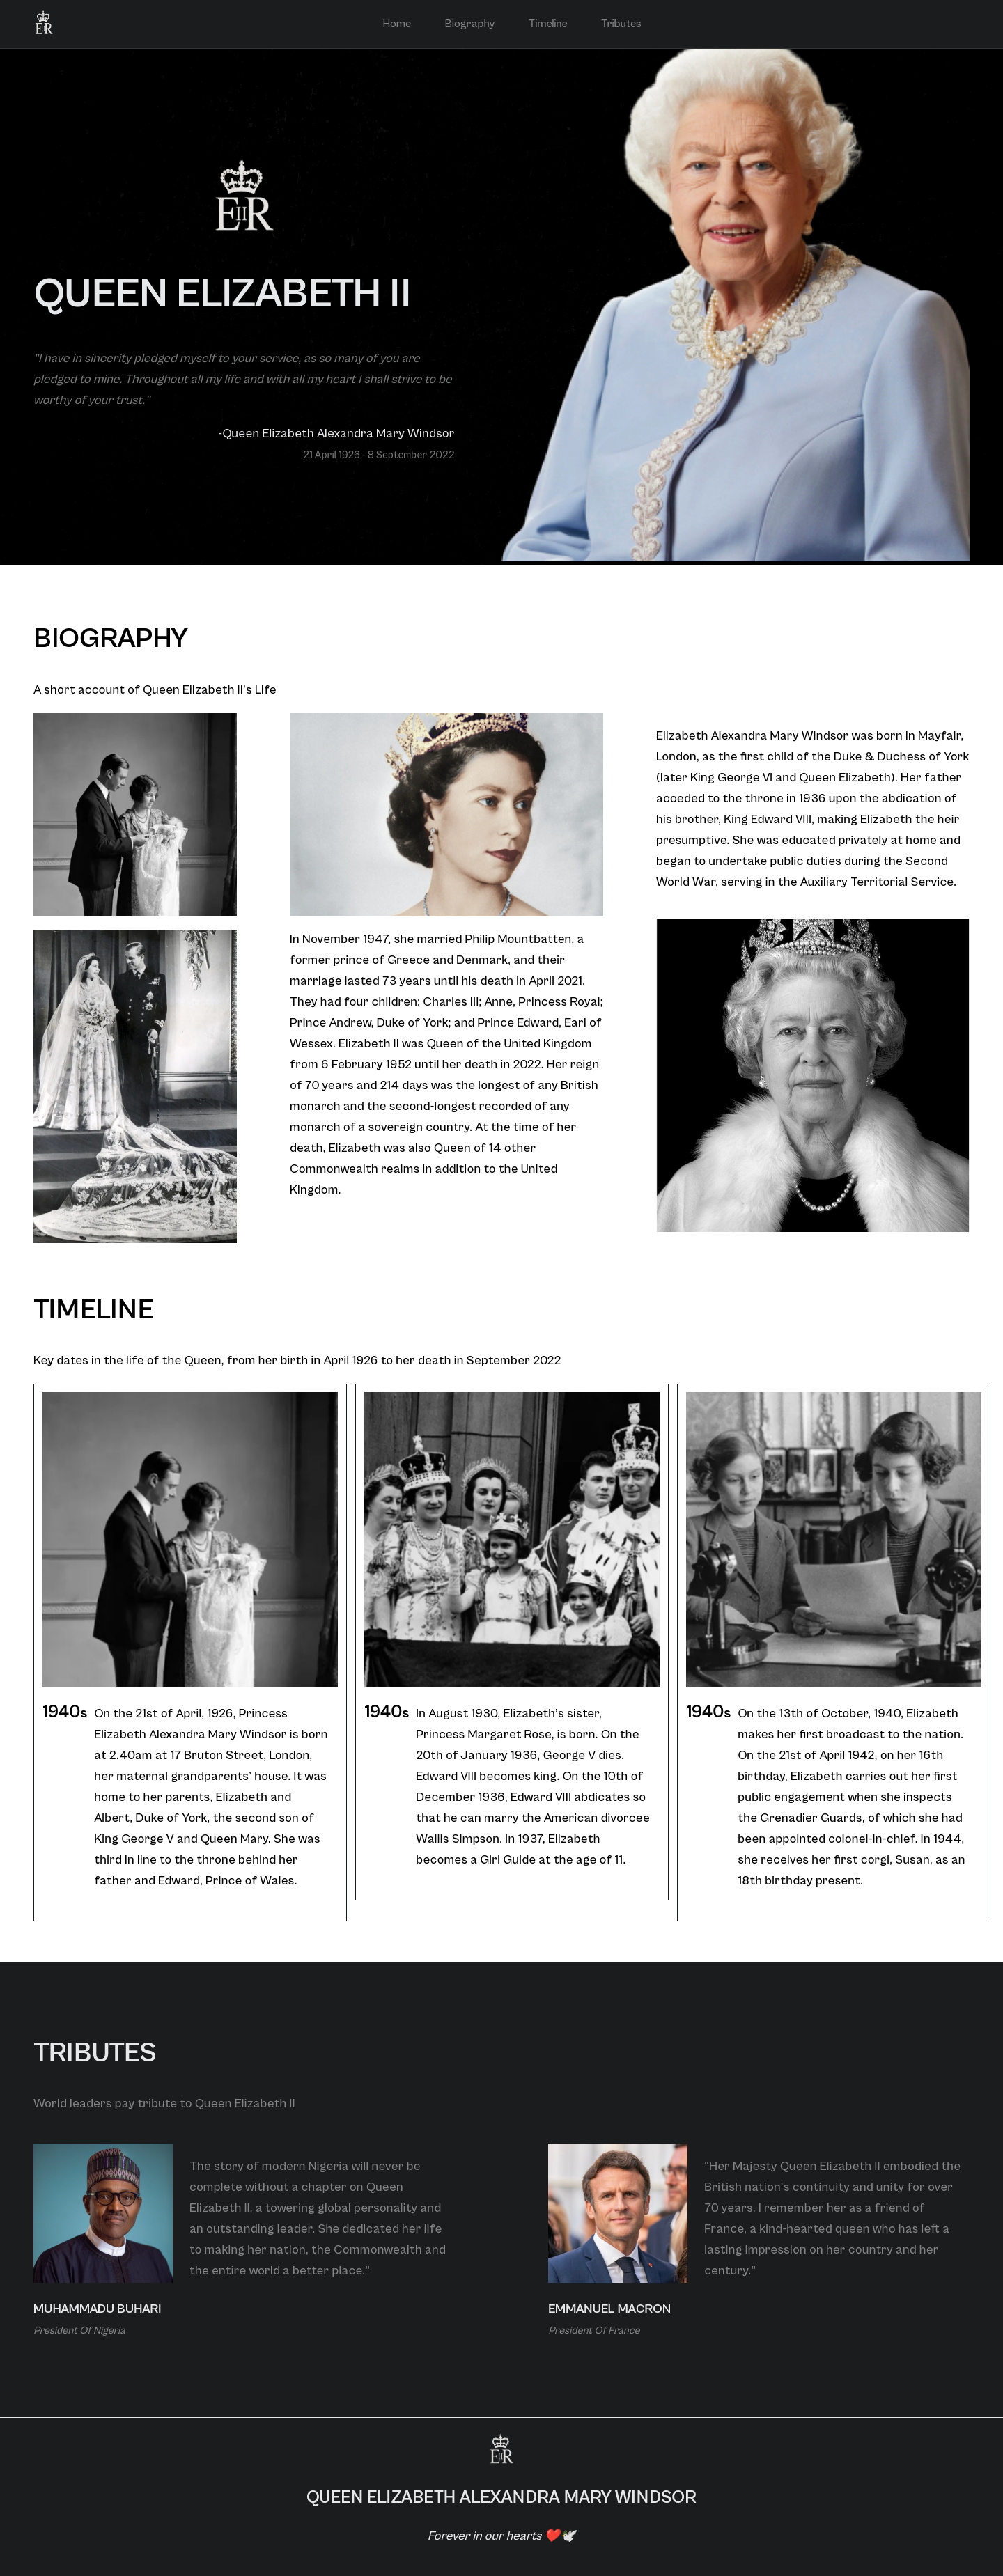 EIIR
Home
Biography
Timeline
Tributes
EIIR
QUEEN ELIZABETH II
"I have in sincerity pledged myself to your service, as so many of you are
pledged to mine. Throughout all my life and with all my heart I shall strive to be
worthy of your trust."
-Queen Elizabeth Alexandra Mary Windsor
21 April 1926 - 8 September 2022
BIOGRAPHY
A short account of Queen Elizabeth II's Life
In November 1947, she married Philip Mountbatten, a
former prince of Greece and Denmark, and their
marriage lasted 73 years until his death in April 2021.
They had four children: Charles III; Anne, Princess Royal;
Prince Andrew, Duke of York; and Prince Edward, Earl of
Wessex. Elizabeth II was Queen of the United Kingdom
from 6 February 1952 until her death in 2022. Her reign
of 70 years and 214 days was the longest of any British
monarch and the second-longest recorded of any
monarch of a sovereign country. At the time of her
death, Elizabeth was also Queen of 14 other
Commonwealth realms in addition to the United
Kingdom.
Elizabeth Alexandra Mary Windsor was born in Mayfair,
London, as the first child of the Duke & Duchess of York
(later King George VI and Queen Elizabeth). Her father
acceded to the throne in 1936 upon the abdication of
his brother, King Edward VIII, making Elizabeth the heir
presumptive. She was educated privately at home and
began to undertake public duties during the Second
World War, serving in the Auxiliary Territorial Service.
TIMELINE
Key dates in the life of the Queen, from her birth in April 1926 to her death in September 2022
1940s
On the 21st of April, 1926, Princess
Elizabeth Alexandra Mary Windsor is born
at 2.40am at 17 Bruton Street, London,
her maternal grandparents' house. It was
home to her parents, Elizabeth and
Albert, Duke of York, the second son of
King George V and Queen Mary. She was
third in line to the throne behind her
father and Edward, Prince of Wales.
1940s
In August 1930, Elizabeth's sister,
Princess Margaret Rose, is born. On the
20th of January 1936, George V dies.
Edward VIII becomes king. On the 10th of
December 1936, Edward VIII abdicates so
that he can marry the American divorcee
Wallis Simpson. In 1937, Elizabeth
becomes a Girl Guide at the age of 11.
1940s
On the 13th of October, 1940, Elizabeth
makes her first broadcast to the nation.
On the 21st of April 1942, on her 16th
birthday, Elizabeth carries out her first
public engagement when she inspects
the Grenadier Guards, of which she had
been appointed colonel-in-chief. In 1944,
she receives her first corgi, Susan, as an
18th birthday present.
TRIBUTES
World leaders pay tribute to Queen Elizabeth II
The story of modern Nigeria will never be
complete without a chapter on Queen
Elizabeth II, a towering global personality and
an outstanding leader. She dedicated her life
to making her nation, the Commonwealth and
the entire world a better place."
MUHAMMADU BUHARI
President Of Nigeria
“Her Majesty Queen Elizabeth II embodied the
British nation's continuity and unity for over
70 years. I remember her as a friend of
France, a kind-hearted queen who has left a
lasting impression on her country and her
century.”
EMMANUEL MACRON
President Of France
EIIR
QUEEN ELIZABETH ALEXANDRA MARY WINDSOR
Forever in our hearts ❤️🕊️